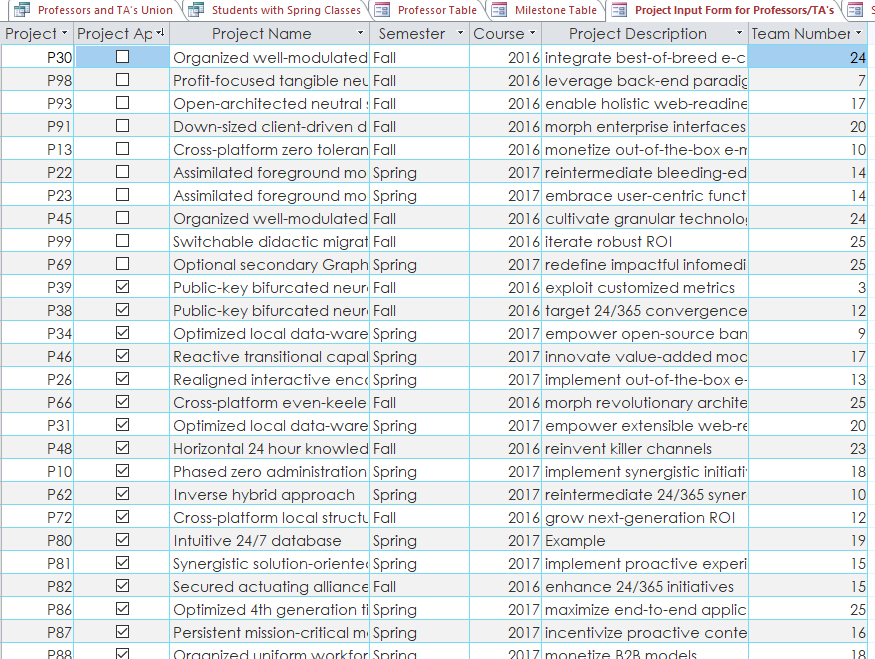 Professors and TA's Union Students with Spring Classes Professor Table Milestone Table Project Input Form for Professors/TA's S
Project Project Ap Project Name Semester Course Project Description Team Number
P30 Organized well-modulated Fall 2016 integrate best-of-breed e-c 24
P98 Profit-focused tangible neu Fall 2016 leverage back-end paradig 7
P93 Open-architected neutral s Fall 2016 enable holistic web-readine 17
P91 Down-sized client-driven d Fall 2016 morph enterprise interfaces 20
P13 Cross-platform zero toleran Fall 2016 monetize out-of-the-box e-m 10
P22 Assimilated foreground mo Spring 2017 reintermediate bleeding-ed 14
P23 Assimilated foreground mo Spring 2017 embrace user-centric funct 14
P45 Organized well-modulated Fall 2016 cultivate granular technolog 24
P99 Switchable didactic migrat Fall 2016 iterate robust ROI 25
P69 Optional secondary Graph Spring 2017 redefine impactful infomedi 25
P39 Public-key bifurcated neur Fall 2016 exploit customized metrics 3
P38 Public-key bifurcated neur Fall 2016 target 24/365 convergence 12
P34 Optimized local data-ware Spring 2017 empower open-source ban 9
P46 Reactive transitional capal Spring 2017 innovate value-added moc 17
P26 Realigned interactive enco Spring 2017 implement out-of-the-box e- 13
P66 Cross-platform even-keele Fall 2016 morph revolutionary archite 25
P31 Optimized local data-ware Spring 2017 empower extensible web-re 20
P48 Horizontal 24 hour knowled Fall 2016 reinvent killer channels 23
P10 Phased zero administration Spring 2017 implement synergistic initiati 18
P62 Inverse hybrid approach Spring 2017 reintermediate 24/365 syner 10
P72 Cross-platform local structu Fall 2016 grow next-generation ROI 12
P80 Intuitive 24/7 database Spring 2017 Example 19
P81 Synergistic solution-oriente Spring 2017 implement proactive experi 15
P82 Secured actuating alliance Fall 2016 enhance 24/365 initiatives 15
P86 Optimized 4th generation ti Spring 2017 maximize end-to-end applic 25
P87 Persistent mission-critical m Spring 2017 incentivize proactive conte 16
P88 Organized uniform workfor Spring 2017 monetize B2B models 18